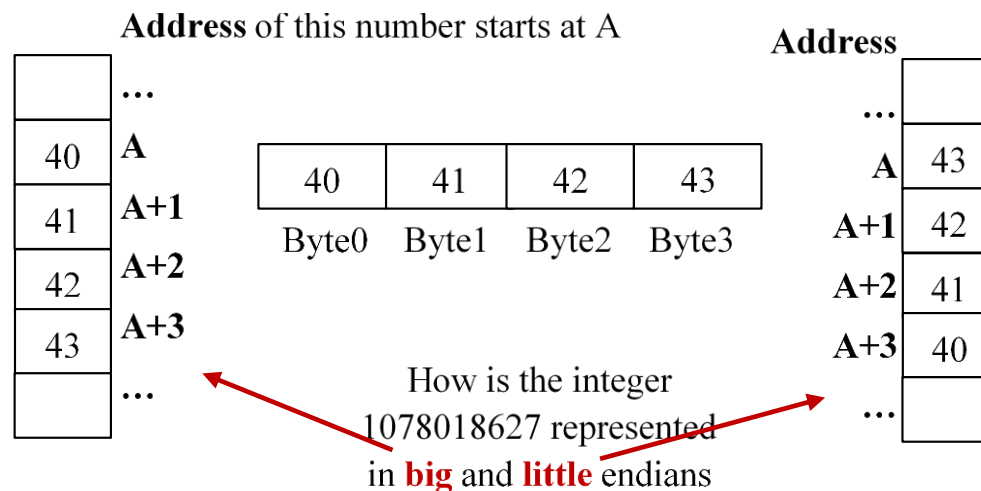 Address of this number starts at A
Address
...
40 A
41 A+1
42 A+2
43 A+3
...
40 41 42 43
Byte0 Byte1 Byte2 Byte3
...
A 43
A+1 42
A+2 41
A+3 40
...
How is the integer
1078018627 represented
in big and little endians